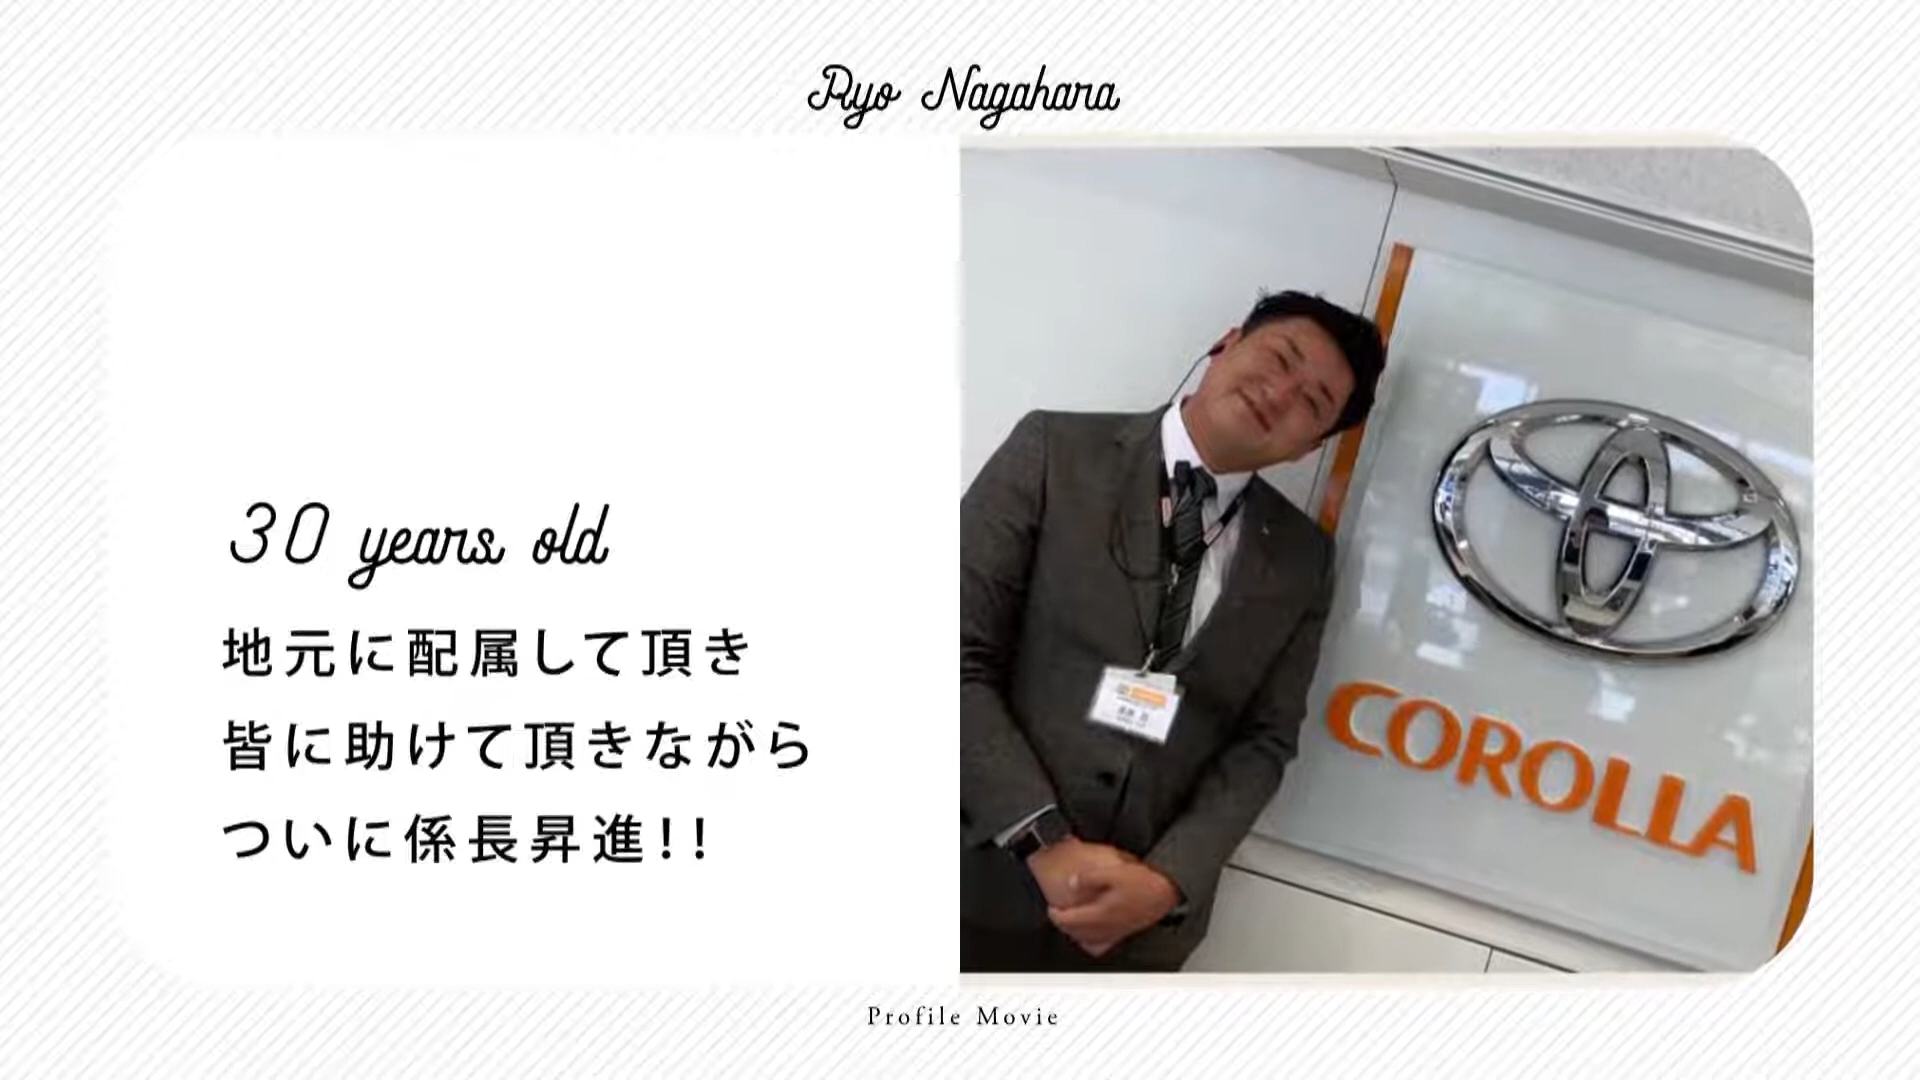 Ryo Nagahara
30 years old
地元に配属して頂き
皆に助けて頂きながら
ついに係長昇進!!
COROLLA
Profile Movie